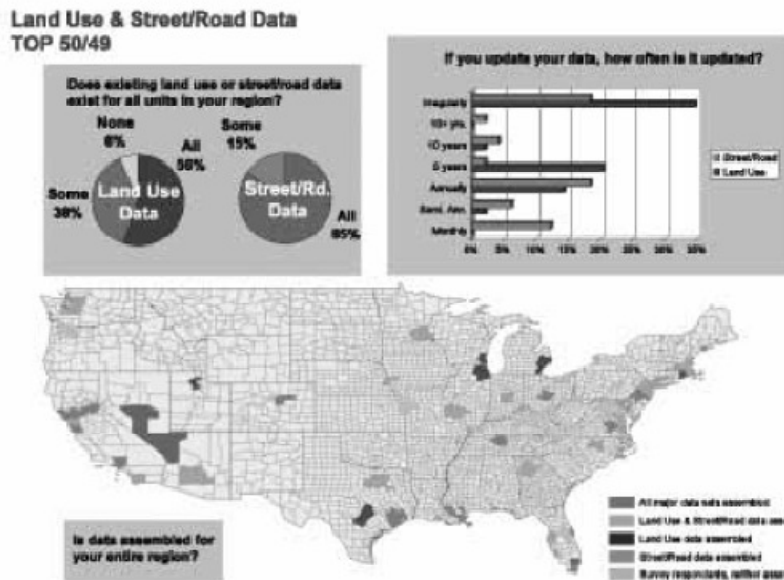 Land Use & Street/Road Data
TOP 50/49
Does existing land use or street/road data
exist for all units in your region?
None
6%
All
56%
Some
38%
Land Use
Data
Some
15%
Street/Rd.
Data
All
85%
If you update your data, how often is it updated?
Irregularly
10+ yrs.
10 years
5 years
Annually
Semi. Ann.
Monthly
0% 5% 10% 15% 20% 25% 30% 35%
Street/Road
Land Use
Is data assembled for
your entire region?
All major data sets assembled
Land Use & Street/Road data
Land Use data assembled
Street/Road data assembled
Survey respondents, neither